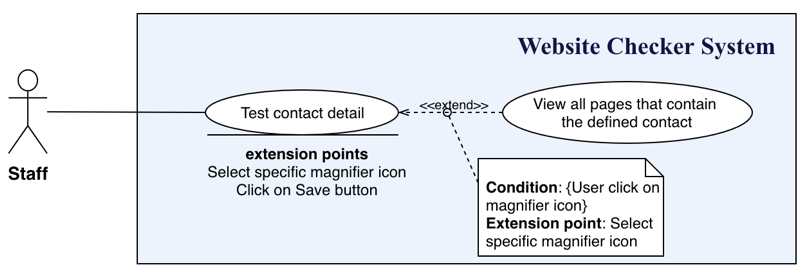 Website Checker System
Staff
Test contact detail
extension points
Select specific magnifier icon
Click on Save button
<<extend>>
View all pages that contain
the defined contact
Condition: {User click on
magnifier icon}
Extension point: Select
specific magnifier icon